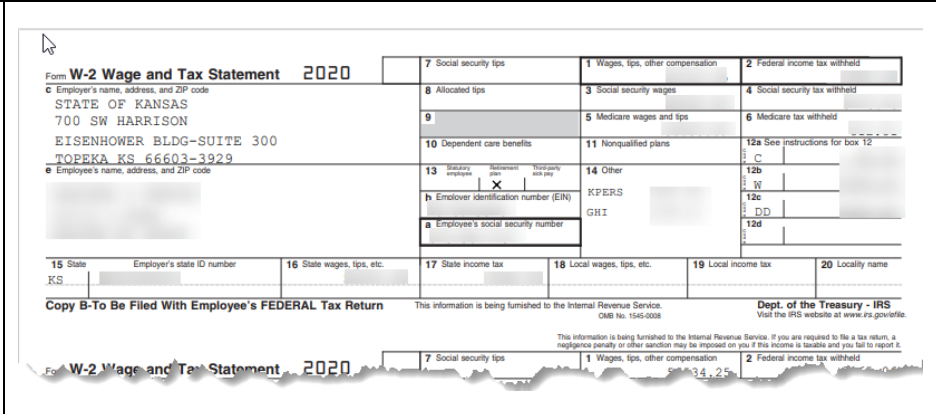 Form W-2 Wage and Tax Statement 2020
7 Social security tips
1 Wages, tips, other compensation
2 Federal income tax withheld
c Employer's name, address, and ZIP code
8 Allocated tips
3 Social security wages
4 Social security tax withheld
STATE OF KANSAS
700 SW HARRISON
EISENHOWER BLDG-SUITE 300
TOPEKA KS 66603-3929
9
5 Medicare wages and tips
6 Medicare tax withheld
10 Dependent care benefits
11 Nonqualified plans
12a See instructions for box 12
C
e Employee's name, address, and ZIP code
13 Statutory employee Retirement plan Third-party sick pay
X
14 Other
KPERS
GHI
12b
W
h Employer identification number (EIN)
12c
DD
a Employee's social security number
12d
15 State Employer's state ID number
16 State wages, tips, etc.
17 State income tax
18 Local wages, tips, etc.
19 Local income tax
20 Locality name
KS
Copy B-To Be Filed With Employee's FEDERAL Tax Return
This information is being furnished to the Internal Revenue Service.
OMB No. 1545-0008
Dept. of the Treasury - IRS
Visit the IRS website at www.irs.gov/efile.
This information is being furnished to the Internal Revenue Service. If you are required to file a tax return, a
negligence penalty or other sanction may be imposed on you if this income is taxable and you fail to report it.
W-2 Wage and Tax Statement 2020
7 Social security tips
1 Wages, tips, other compensation
2 Federal income tax withheld
34.25